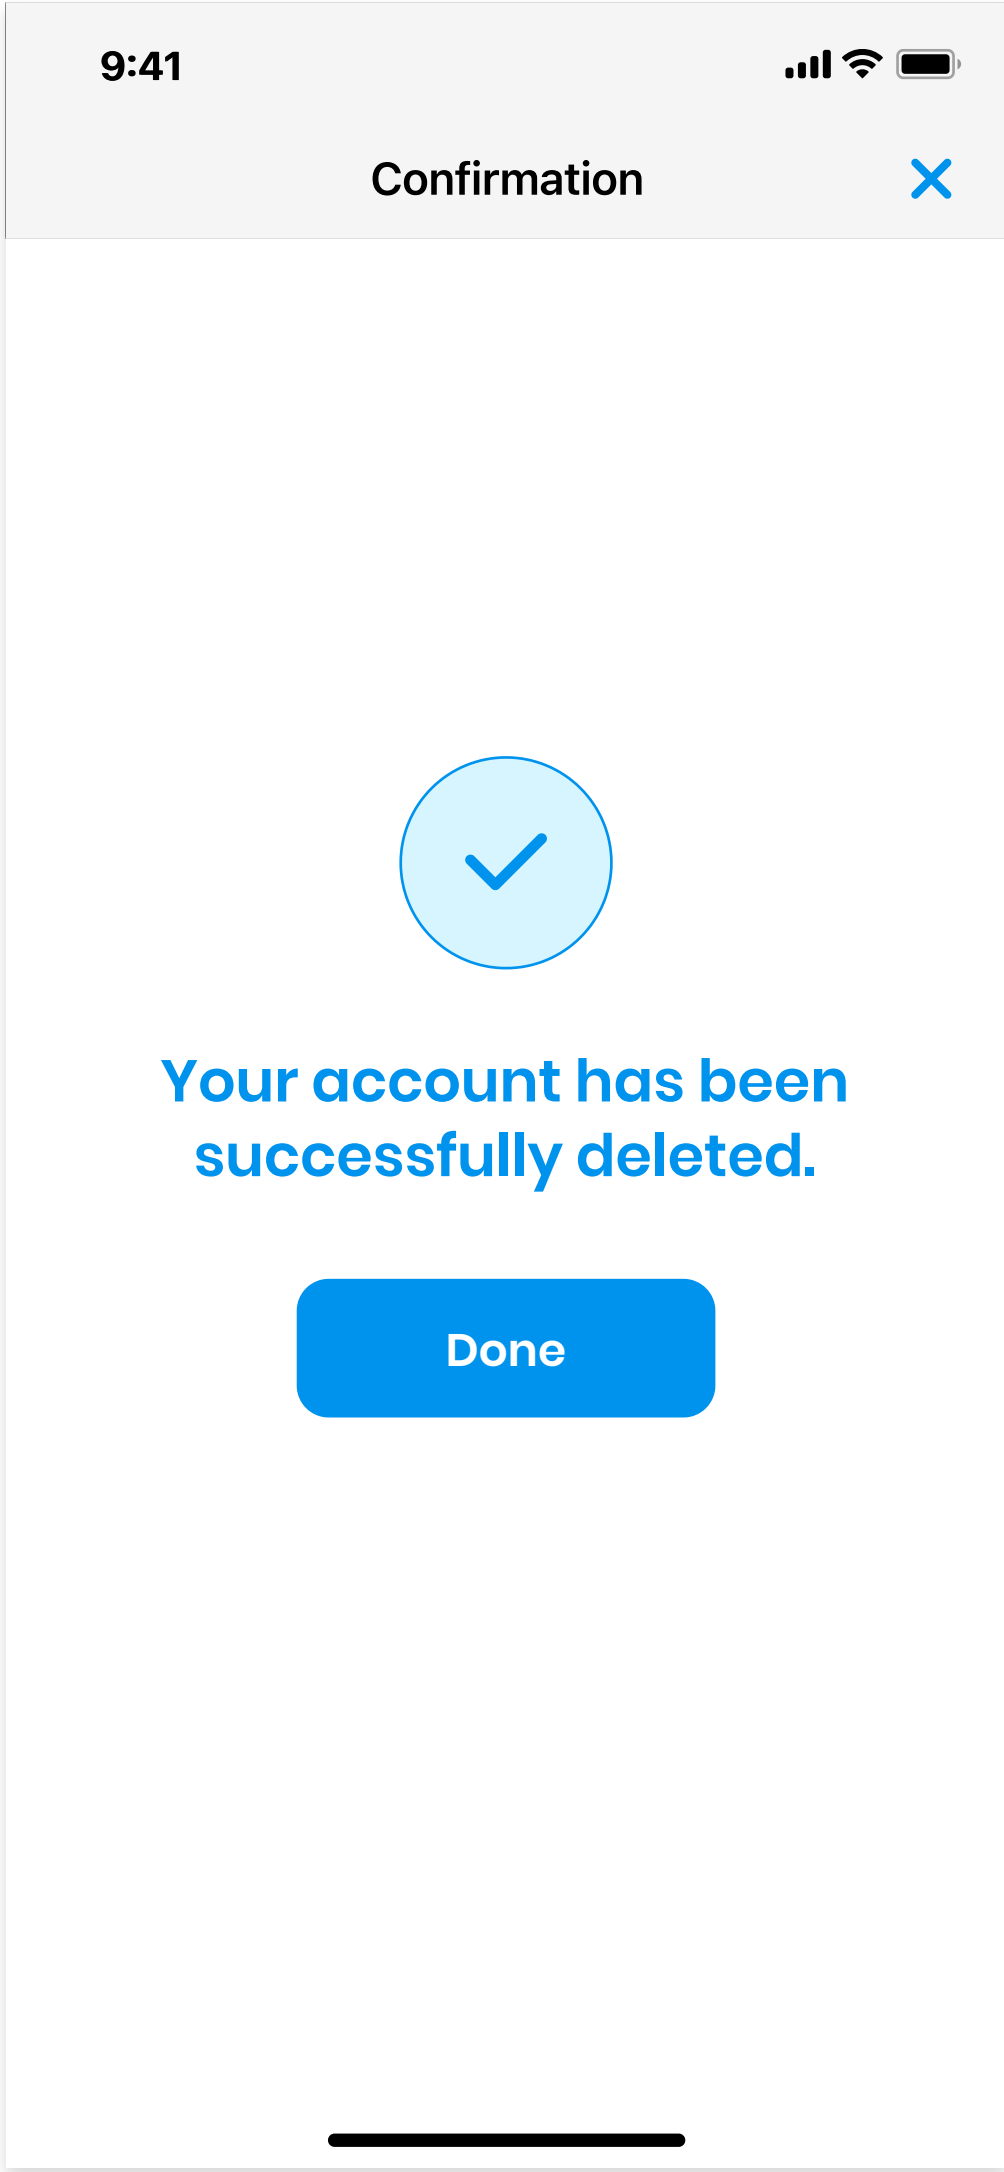 9:41
Confirmation
Your account has been
successfully deleted.
Done